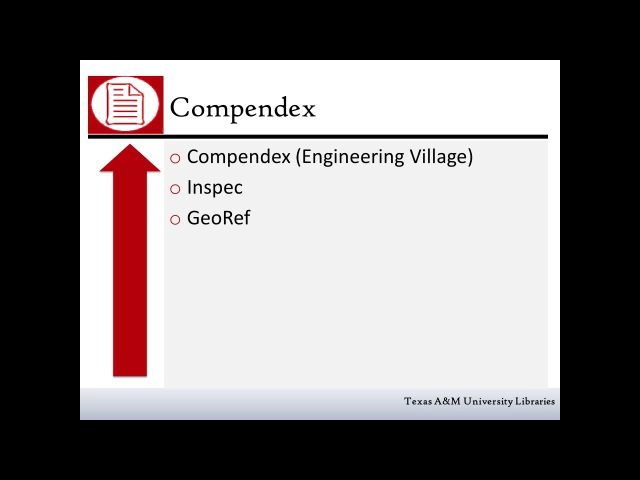 Compendex
Compendex (Engineering Village)
Inspec
GeoRef
Texas A&M University Libraries